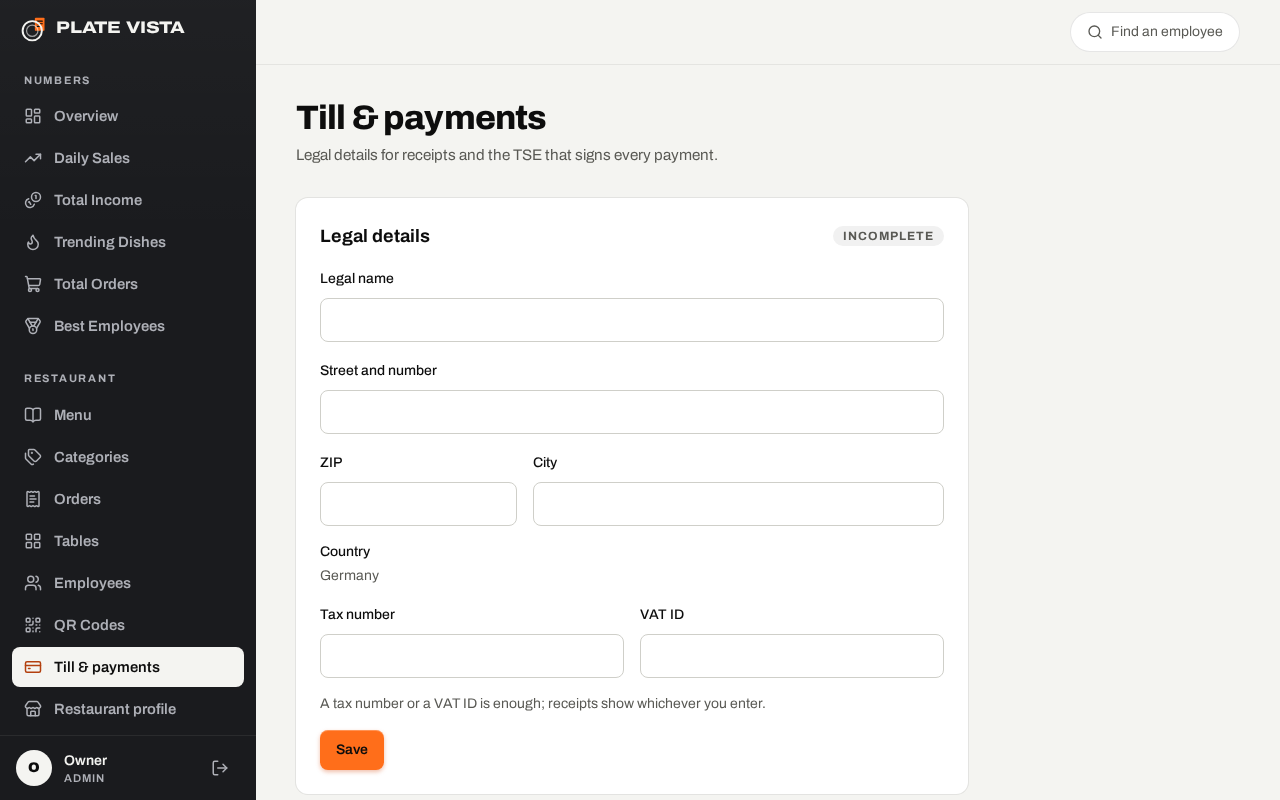 PLATE VISTA
NUMBERS
Overview
Daily Sales
Total Income
Trending Dishes
Total Orders
Best Employees
RESTAURANT
Menu
Categories
Orders
Tables
Employees
QR Codes
Till & payments
Restaurant profile
O
Owner
ADMIN
Find an employee
Till & payments
Legal details for receipts and the TSE that signs every payment.
Legal details
INCOMPLETE
Legal name
Street and number
ZIP City
Country
Germany
Tax number VAT ID
A tax number or a VAT ID is enough; receipts show whichever you enter.
Save